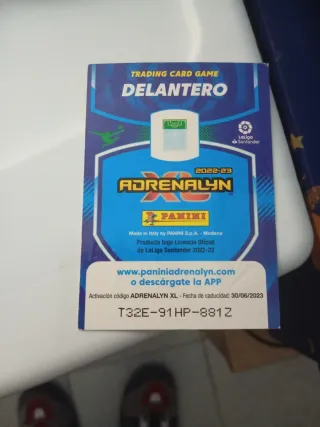 TRADING CARD GAME
DELANTERO
LaLiga
Santander
2022-23
ADRENALYN
XL
PANINI
Made in Italy by PANINI S.p.A. - Modena
Producto bajo Licencia Oficial
de LaLiga Santander 2022-23
www.paniniadrenalyn.com
o descárgate la APP
Activación código ADRENALYN XL - Fecha de caducidad: 30/06/2023
T32E-91HP-881Z